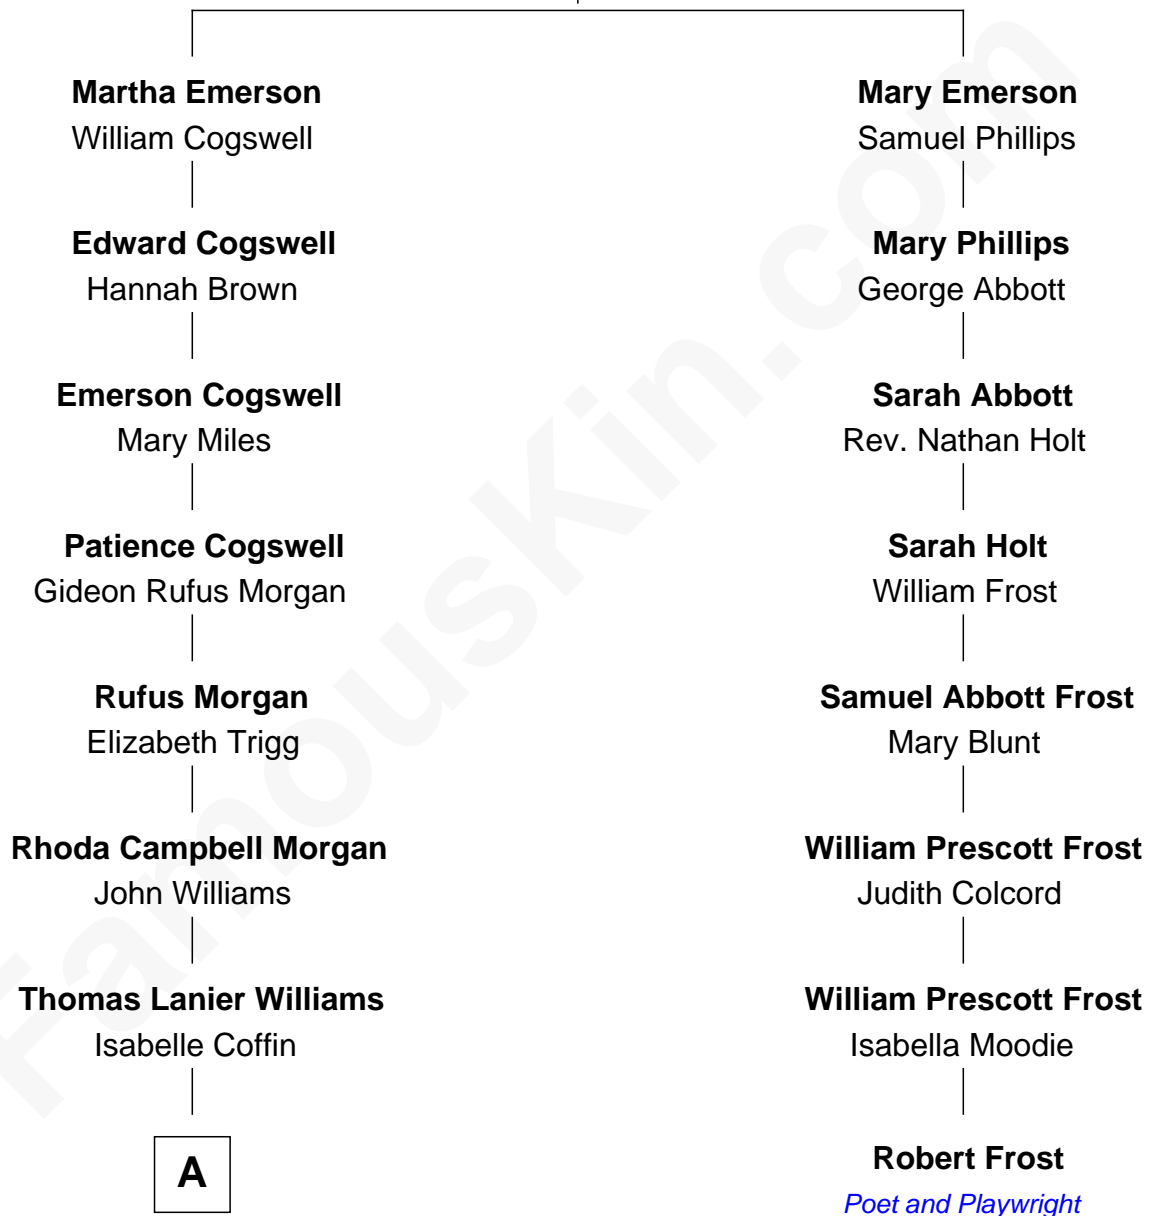 Martha Emerson
William Cogswell
Edward Cogswell
Hannah Brown
Emerson Cogswell
Mary Miles
Patience Cogswell
Gideon Rufus Morgan
Rufus Morgan
Elizabeth Trigg
Rhoda Campbell Morgan
John Williams
Thomas Lanier Williams
Isabelle Coffin
A
Mary Emerson
Samuel Phillips
Mary Phillips
George Abbott
Sarah Abbott
Rev. Nathan Holt
Sarah Holt
William Frost
Samuel Abbott Frost
Mary Blunt
William Prescott Frost
Judith Colcord
William Prescott Frost
Isabella Moodie
Robert Frost
Poet and Playwright
FamousKin.com